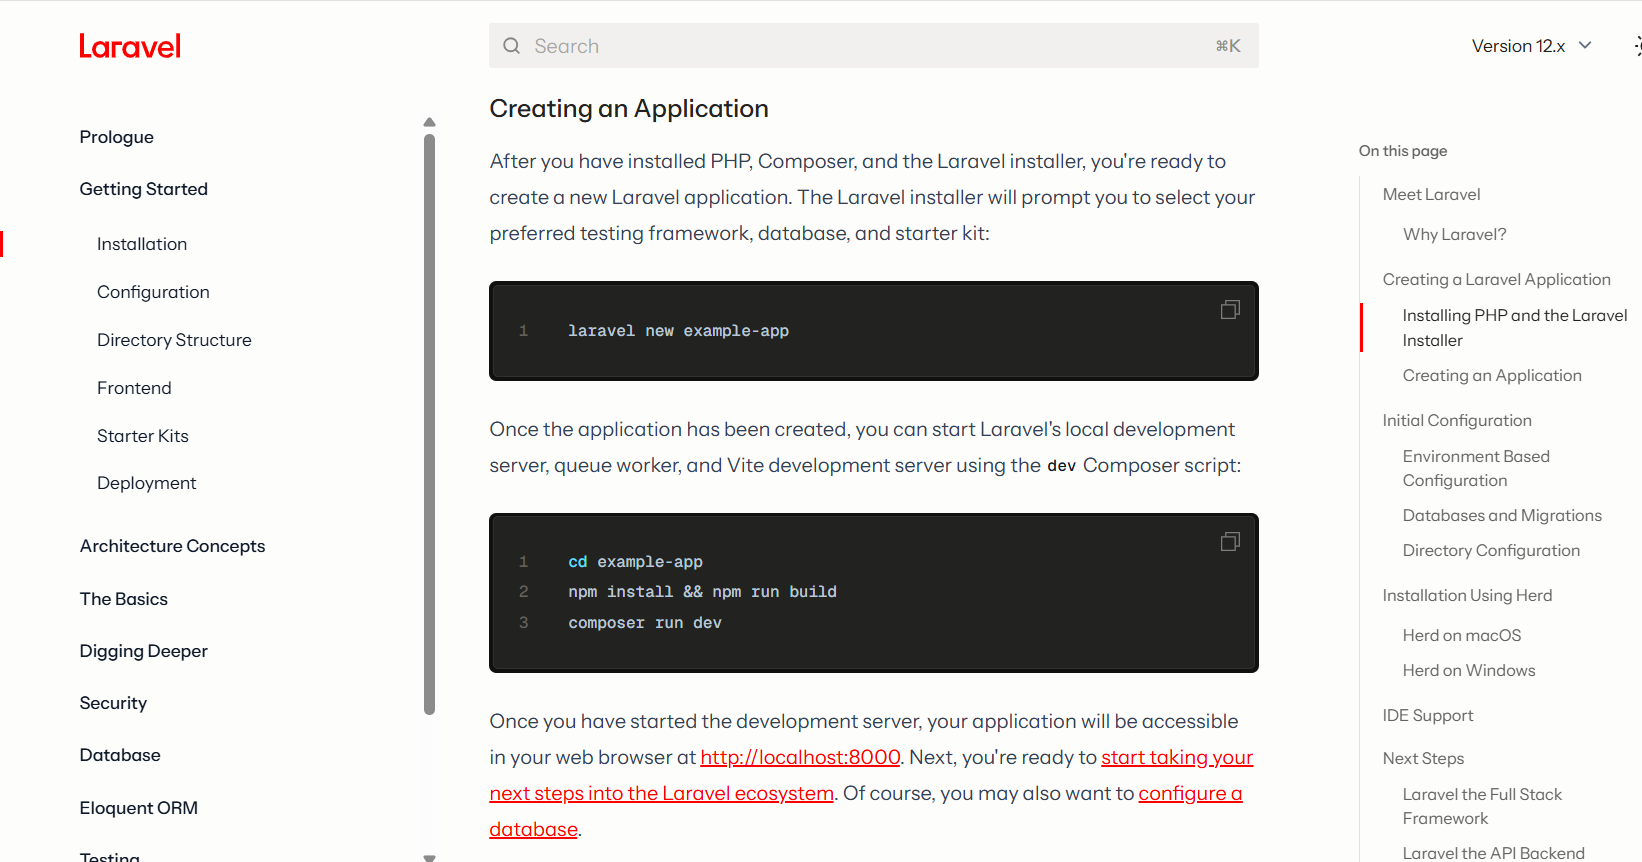 Laravel
Search
⌘K
Version 12.x
Prologue
Getting Started
Installation
Configuration
Directory Structure
Frontend
Starter Kits
Deployment
Architecture Concepts
The Basics
Digging Deeper
Security
Database
Eloquent ORM
Testing
Creating an Application
After you have installed PHP, Composer, and the Laravel installer, you're ready to
create a new Laravel application. The Laravel installer will prompt you to select your
preferred testing framework, database, and starter kit:
1 laravel new example-app
Once the application has been created, you can start Laravel's local development
server, queue worker, and Vite development server using the dev Composer script:
1 cd example-app
2 npm install && npm run build
3 composer run dev
Once you have started the development server, your application will be accessible
in your web browser at http://localhost:8000. Next, you're ready to start taking your
next steps into the Laravel ecosystem. Of course, you may also want to configure a
database.
On this page
Meet Laravel
Why Laravel?
Creating a Laravel Application
Installing PHP and the Laravel
Installer
Creating an Application
Initial Configuration
Environment Based
Configuration
Databases and Migrations
Directory Configuration
Installation Using Herd
Herd on macOS
Herd on Windows
IDE Support
Next Steps
Laravel the Full Stack
Framework
Laravel the API Backend